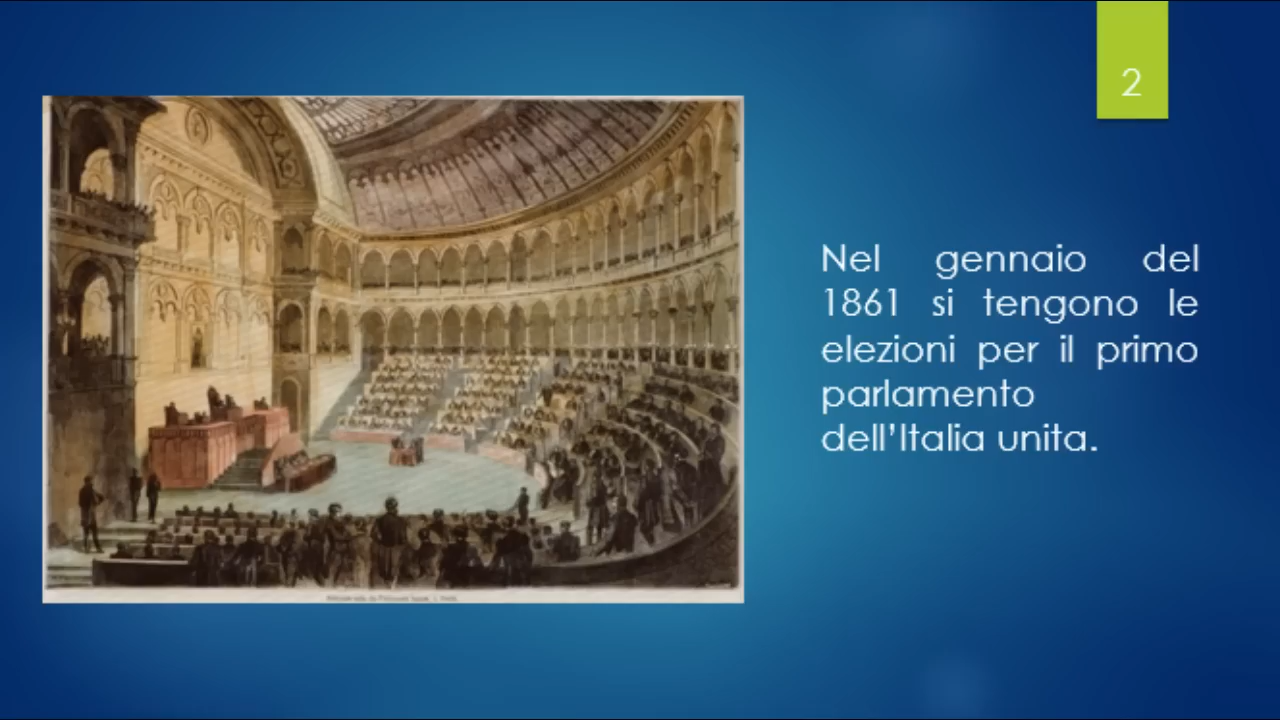 2
Nel gennaio del
1861 si tengono le
elezioni per il primo
parlamento
dell'Italia unita.